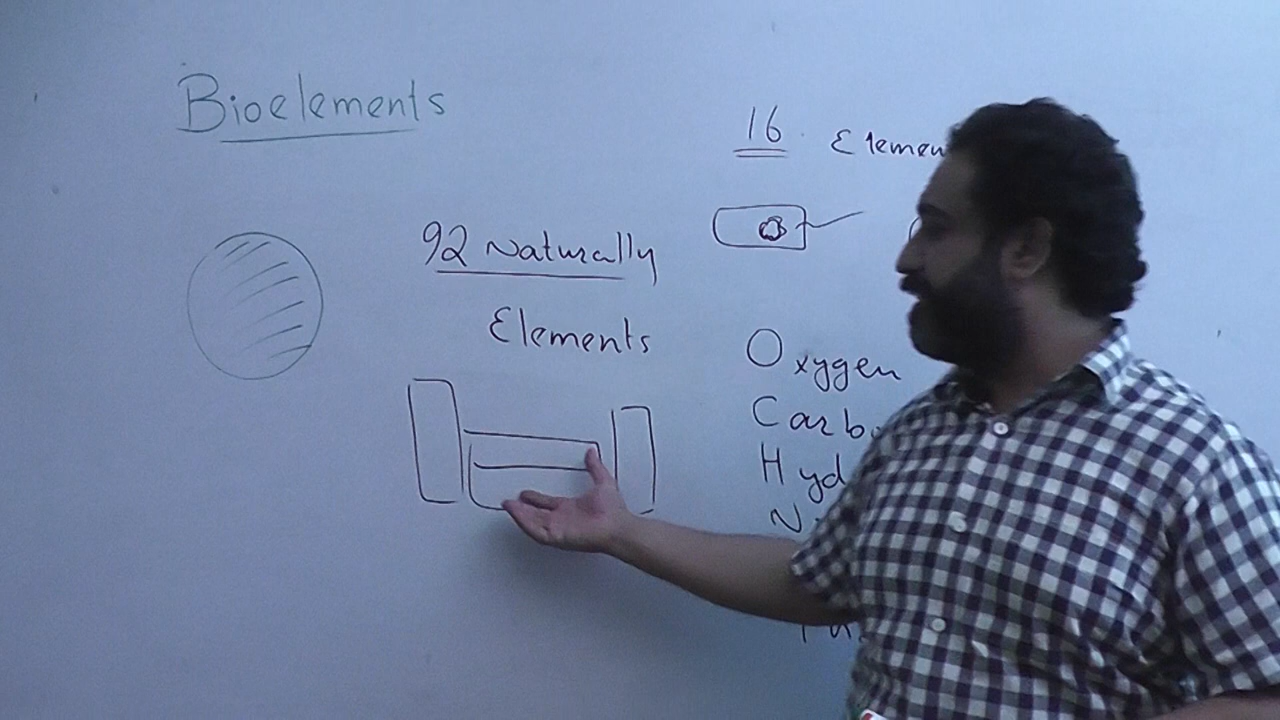 Bioelements
92 Naturally
Elements
16 Elemen
Oxygen
Carb
Hyd
N